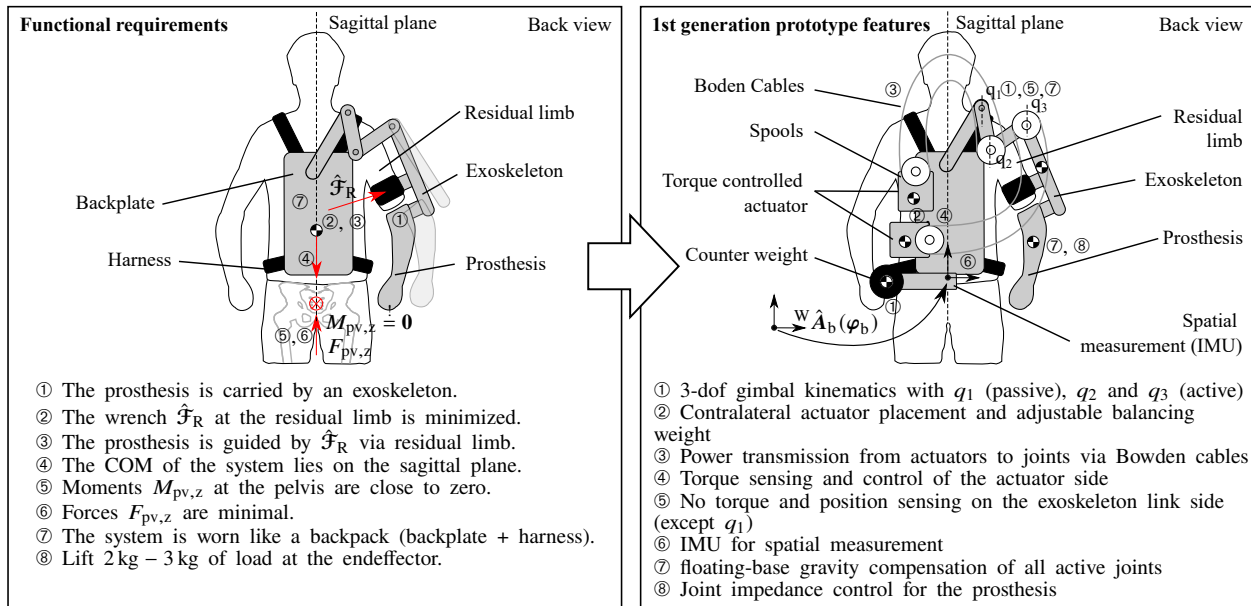 Functional requirements
Sagittal plane
Back view
Residual limb
Exoskeleton
Backplate
𝓕̂_R
⑦
②, ③
①
④
Harness
Prosthesis
M_pv,z = 0
!
⑤,⑥
F_pv,z
① The prosthesis is carried by an exoskeleton.
② The wrench 𝓕̂_R at the residual limb is minimized.
③ The prosthesis is guided by 𝓕̂_R via residual limb.
④ The COM of the system lies on the sagittal plane.
⑤ Moments M_pv,z at the pelvis are close to zero.
⑥ Forces F_pv,z are minimal.
⑦ The system is worn like a backpack (backplate + harness).
⑧ Lift 2 kg – 3 kg of load at the endeffector.
1st generation prototype features
Sagittal plane
Back view
Boden Cables
③
q₁①,⑤,⑦
q₃
Spools
q₂
Residual
limb
Torque controlled
actuator
Exoskeleton
② ④
Counter weight
⑥
⑦, ⑧
Prosthesis
①
W Â_b(φ_b)
Spatial
measurement (IMU)
① 3-dof gimbal kinematics with q₁ (passive), q₂ and q₃ (active)
② Contralateral actuator placement and adjustable balancing
weight
③ Power transmission from actuators to joints via Bowden cables
④ Torque sensing and control of the actuator side
⑤ No torque and position sensing on the exoskeleton link side
(except q₁)
⑥ IMU for spatial measurement
⑦ floating-base gravity compensation of all active joints
⑧ Joint impedance control for the prosthesis